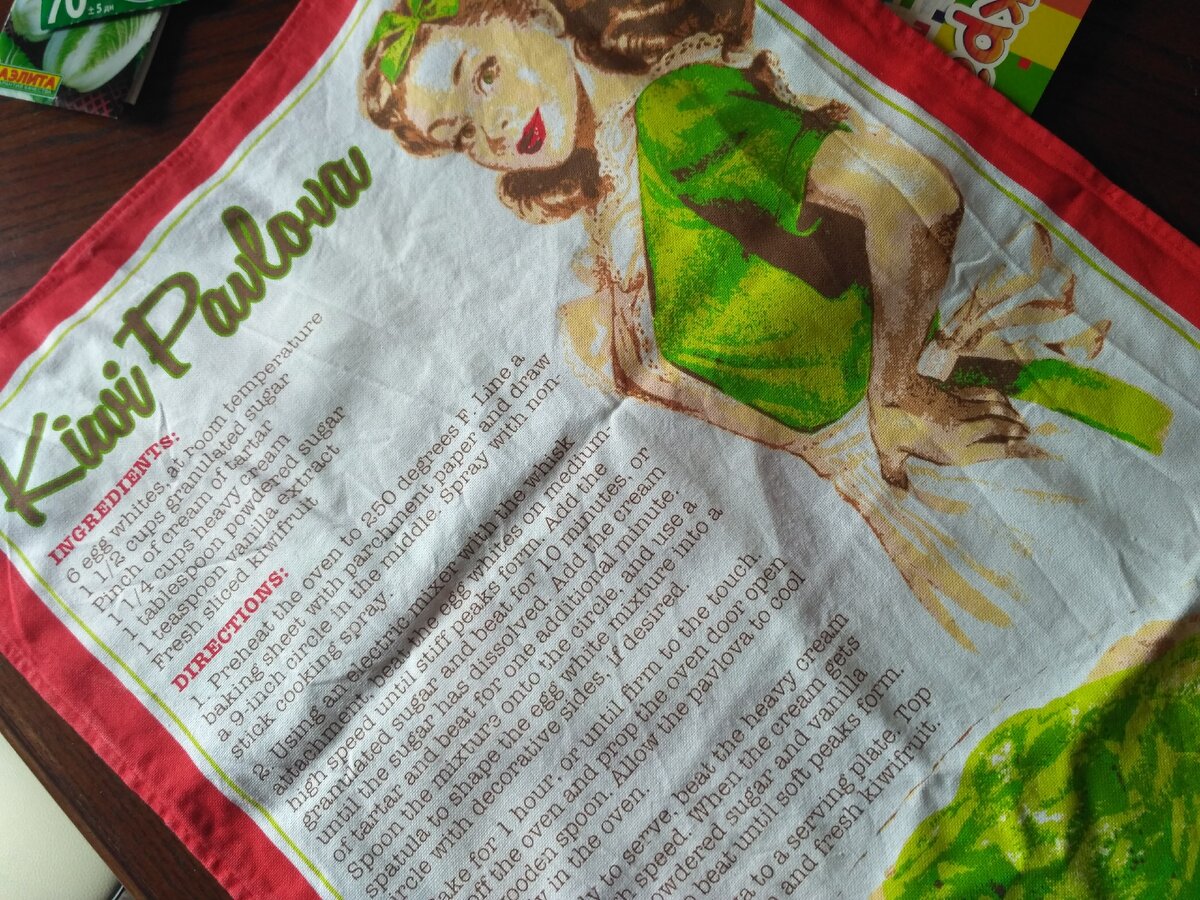 70
± 5 дн
АЭЛИТА
Kiwi Pavlova
INGREDIENTS:
6 egg whites, at room temperature
1 1/2 cups granulated sugar
Pinch of cream of tartar
1 1/4 cups heavy cream
1 tablespoon powdered sugar
1 teaspoon vanilla extract
Fresh sliced kiwifruit
DIRECTIONS:
1. Preheat the oven to 250 degrees F. Line a
baking sheet with parchment paper and draw
a 9 inch circle in the middle. Spray with non-
stick cooking spray.
2. Using an electric mixer with the whisk
attachment, beat the egg whites on medium-
high speed until stiff peaks form. Add the
granulated sugar and beat for 10 minutes, or
until the sugar has dissolved. Add the cream
of tartar and beat for one additional minute.
Spoon the mixture onto the circle, and use a
spatula to shape the egg white mixture into a
ircle with decorative sides, if desired.
ake for 1 hour, or until firm to the touch.
off the oven and prop the oven door open
ooden spoon. Allow the pavlova to cool
in the oven.
ly to serve, beat the heavy cream
h speed. When the cream gets
owdered sugar and vanilla
o beat until soft peaks form.
a to a serving plate. Top
and fresh kiwifruit.